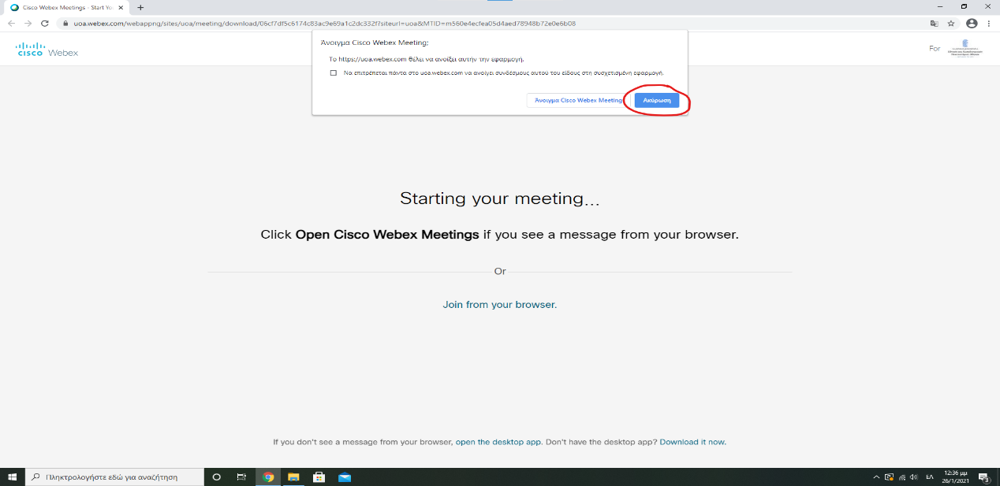 Cisco Webex Meetings - Start Yo
uoa.webex.com/webappng/sites/uoa/meeting/download/06cf7df5c6174c83ac9e69a1c2dc332f?siteurl=uoa&MTID=m560e4ecfea05d4aed78948b72e0e6b08
CISCO Webex
For
Άνοιγμα Cisco Webex Meeting;
Το https://uoa.webex.com θέλει να ανοίξει αυτήν την εφαρμογή.
Να επιτρέπεται πάντα στο uoa.webex.com να ανοίγει συνδέσμους αυτού του είδους στη συσχετισμένη εφαρμογή.
Άνοιγμα Cisco Webex Meeting
Ακύρωση
Starting your meeting...
Click Open Cisco Webex Meetings if you see a message from your browser.
Or
Join from your browser.
If you don't see a message from your browser, open the desktop app. Don't have the desktop app? Download it now.
Πληκτρολογήστε εδώ για αναζήτηση
ΕΛ
12:36 μμ
26/1/2021
3